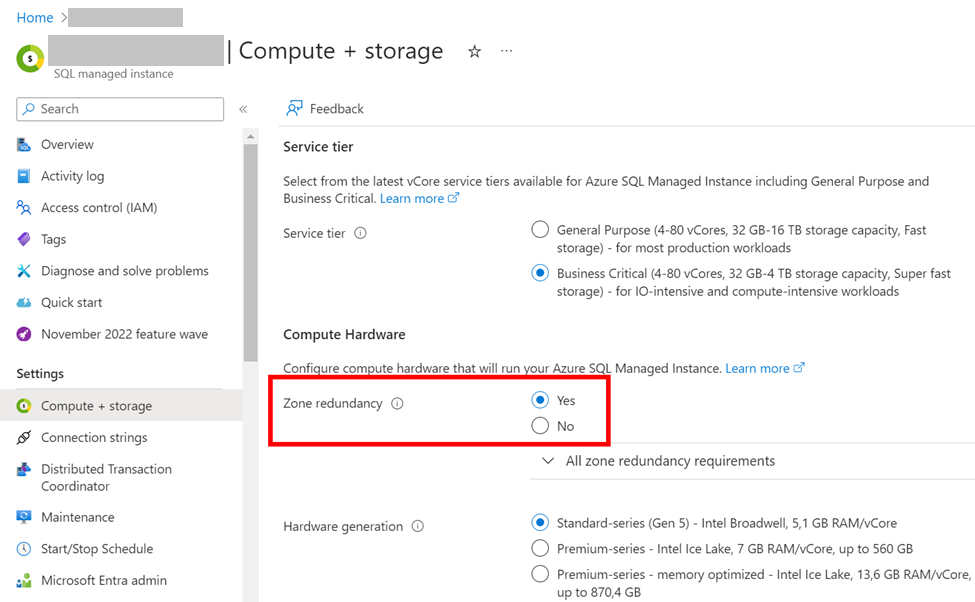 Home >
| Compute + storage ☆ ...
SQL managed instance
Search «
Overview
Activity log
Access control (IAM)
Tags
Diagnose and solve problems
Quick start
November 2022 feature wave
Settings
Compute + storage
Connection strings
Distributed Transaction
Coordinator
Maintenance
Start/Stop Schedule
Microsoft Entra admin
Feedback
Service tier
Select from the latest vCore service tiers available for Azure SQL Managed Instance including General Purpose and
Business Critical. Learn more
Service tier
General Purpose (4-80 vCores, 32 GB-16 TB storage capacity, Fast
storage) - for most production workloads
Business Critical (4-80 vCores, 32 GB-4 TB storage capacity, Super fast
storage) - for IO-intensive and compute-intensive workloads
Compute Hardware
Configure compute hardware that will run your Azure SQL Managed Instance. Learn more
Zone redundancy
Yes
No
All zone redundancy requirements
Hardware generation
Standard-series (Gen 5) - Intel Broadwell, 5,1 GB RAM/vCore
Premium-series - Intel Ice Lake, 7 GB RAM/vCore, up to 560 GB
Premium-series - memory optimized - Intel Ice Lake, 13,6 GB RAM/vCore,
up to 870,4 GB